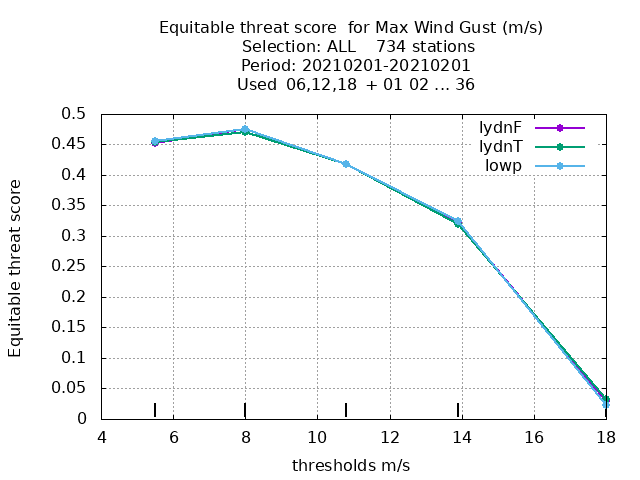 Equitable threat score  for Max Wind Gust (m/s)
Selection: ALL    734 stations
Period: 20210201-20210201
Used  06,12,18  + 01 02 ... 36
0.5
0.45
0.4
0.35
0.3
0.25
0.2
0.15
0.1
0.05
0
Equitable threat score
lydnF
lydnT
lowp
4 6 8 10 12 14 16 18
thresholds m/s